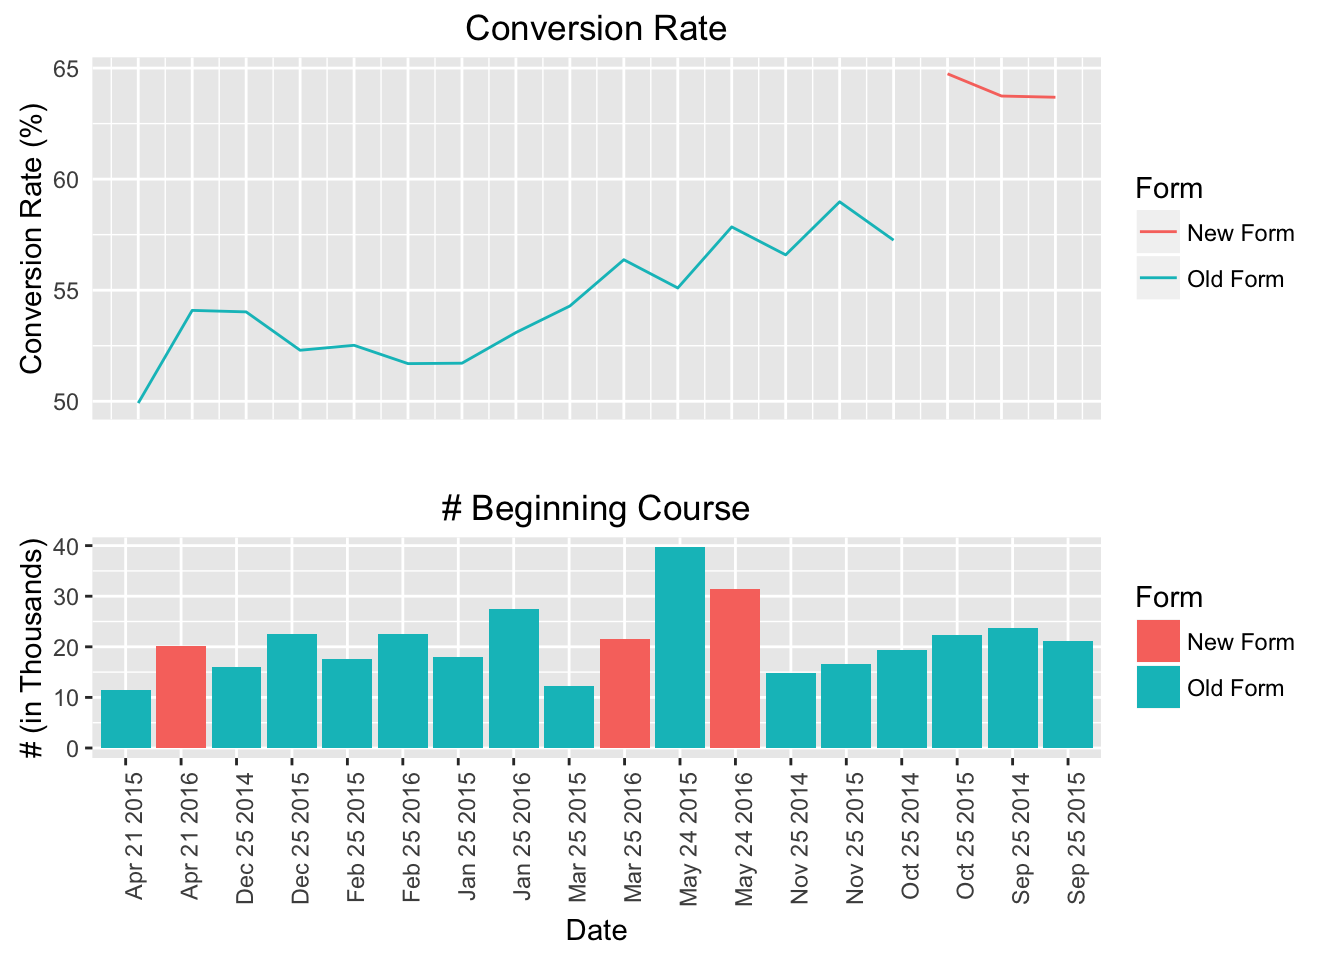 Conversion Rate
Conversion Rate (%)
65
60
55
50
Form
New Form
Old Form
# Beginning Course
# (in Thousands)
40
30
20
10
0
Form
New Form
Old Form
Apr 21 2015
Apr 21 2016
Dec 25 2014
Dec 25 2015
Feb 25 2015
Feb 25 2016
Jan 25 2015
Jan 25 2016
Mar 25 2015
Mar 25 2016
May 24 2015
May 24 2016
Nov 25 2014
Nov 25 2015
Oct 25 2014
Oct 25 2015
Sep 25 2014
Sep 25 2015
Date